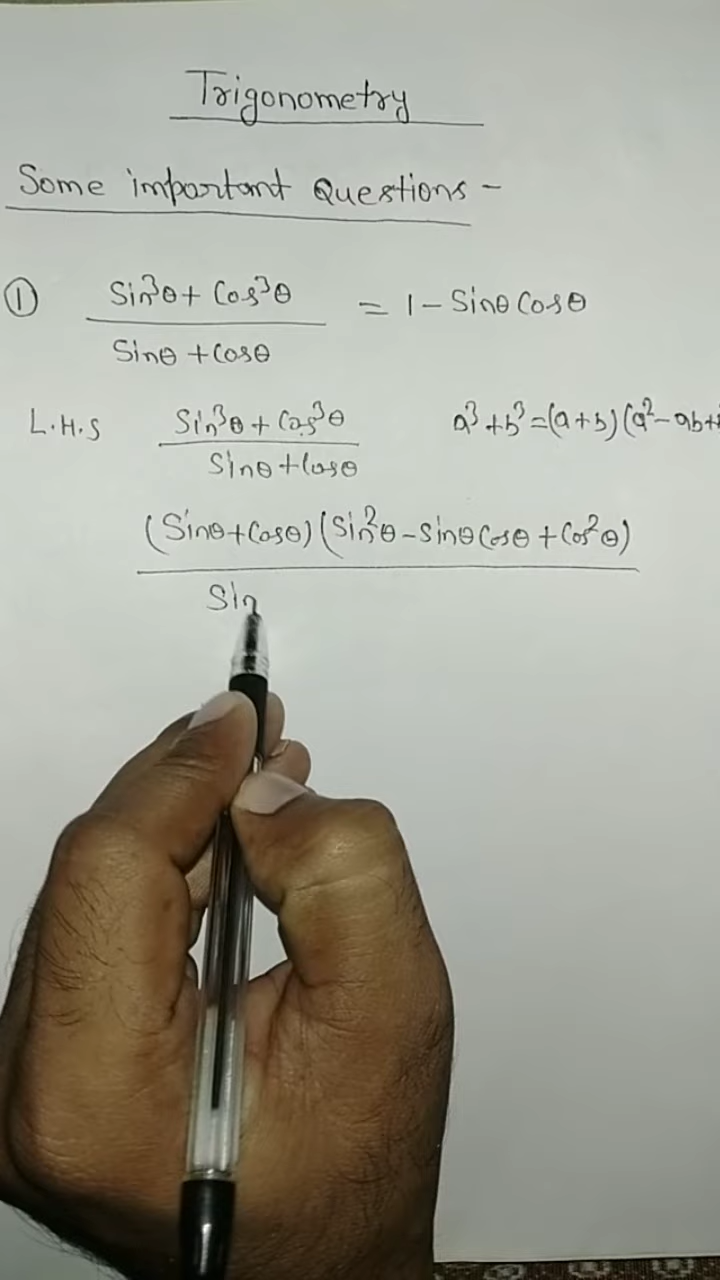 Trigonometry
Some important Questions -
① Sin³θ + Cos³θ / Sinθ + Cosθ = 1 - Sinθ Cosθ
L.H.S Sin³θ + Cos³θ / Sinθ + Cosθ a³ + b³ = (a + b) (a² - ab +
(Sinθ + Cosθ) (Sin²θ - Sinθ Cosθ + Cos²θ)
Sin